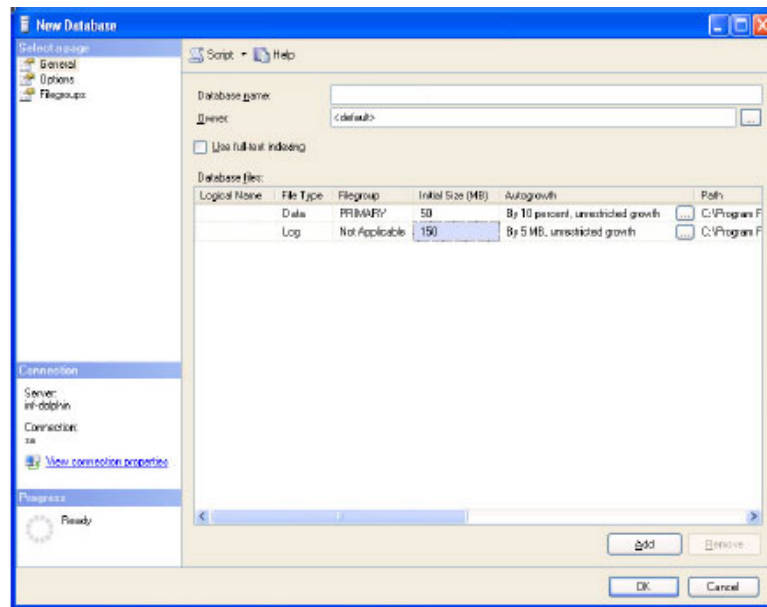 New Database
Select a page
General
Options
Filegroups
Script Help
Database name:
Owner:
<default>
...
Use full-text indexing
Database files:
Logical Name File Type Filegroup Initial Size (MB) Autogrowth Path
Data PRIMARY 50 By 10 percent, unrestricted growth ... C:\Program F
Log Not Applicable 150 By 5 MB, unrestricted growth ... C:\Program F
Connection
Server:
inf-dolphin
Connection:
sa
View connection properties
Progress
Ready
Add Remove
OK Cancel